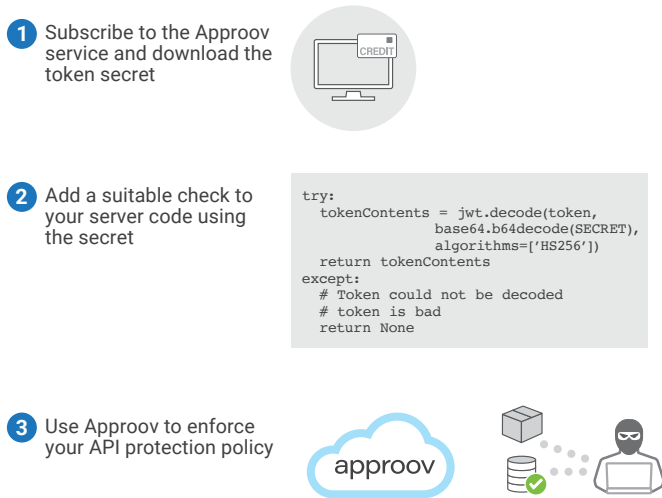 1 Subscribe to the Approov
service and download the
token secret
CREDIT
2 Add a suitable check to
your server code using
the secret
try:
  tokenContents = jwt.decode(token,
                base64.b64decode(SECRET),
                algorithms=['HS256’])
  return tokenContents
except:
  # Token could not be decoded
  # token is bad
  return None
3 Use Approov to enforce
your API protection policy
approov